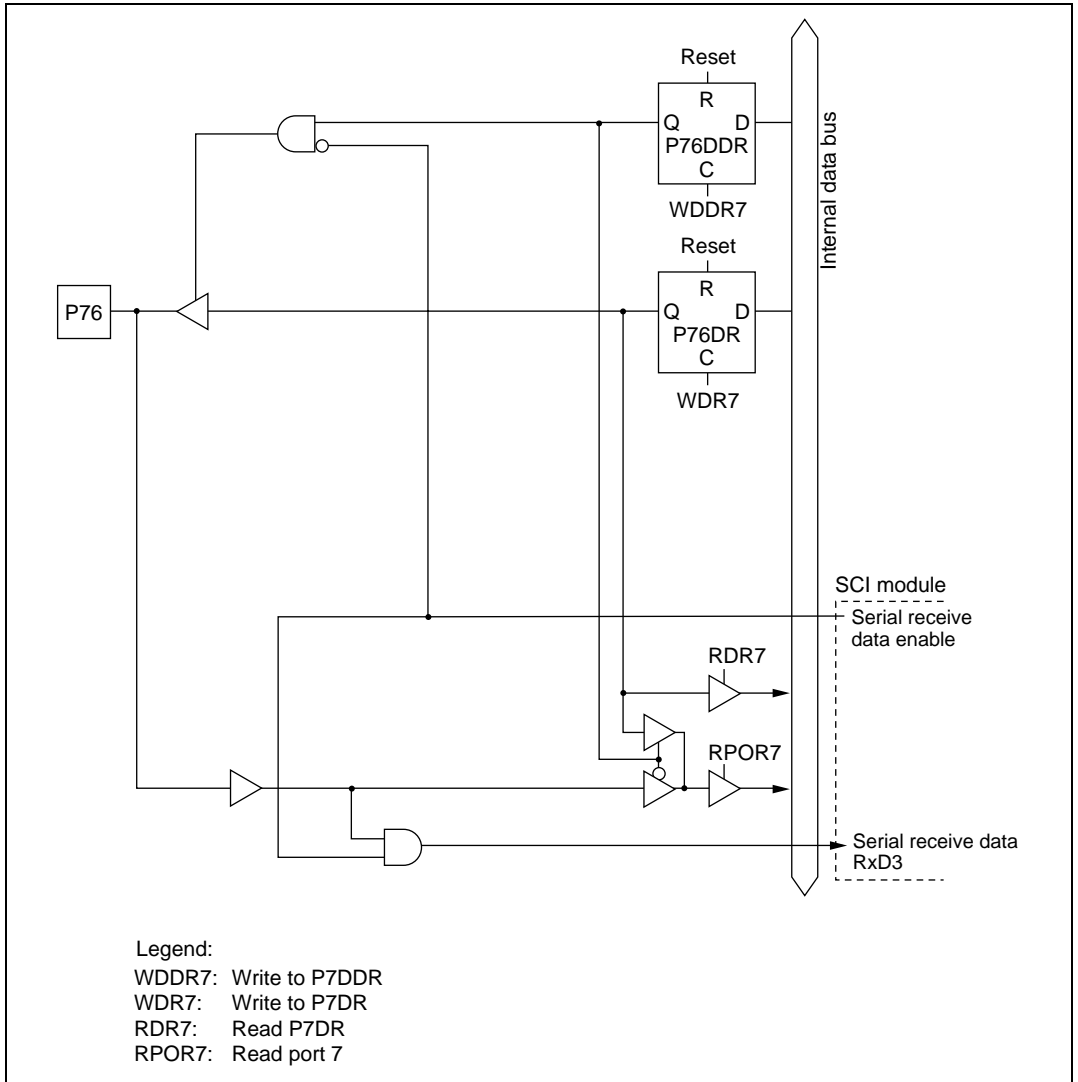 Reset
R
Q D
P76DDR
C
WDDR7
Internal data bus
Reset
R
P76
Q D
P76DR
C
WDR7
SCI module
Serial receive
data enable
RDR7
RPOR7
Serial receive data
RxD3
Legend:
WDDR7: Write to P7DDR
WDR7: Write to P7DR
RDR7: Read P7DR
RPOR7: Read port 7